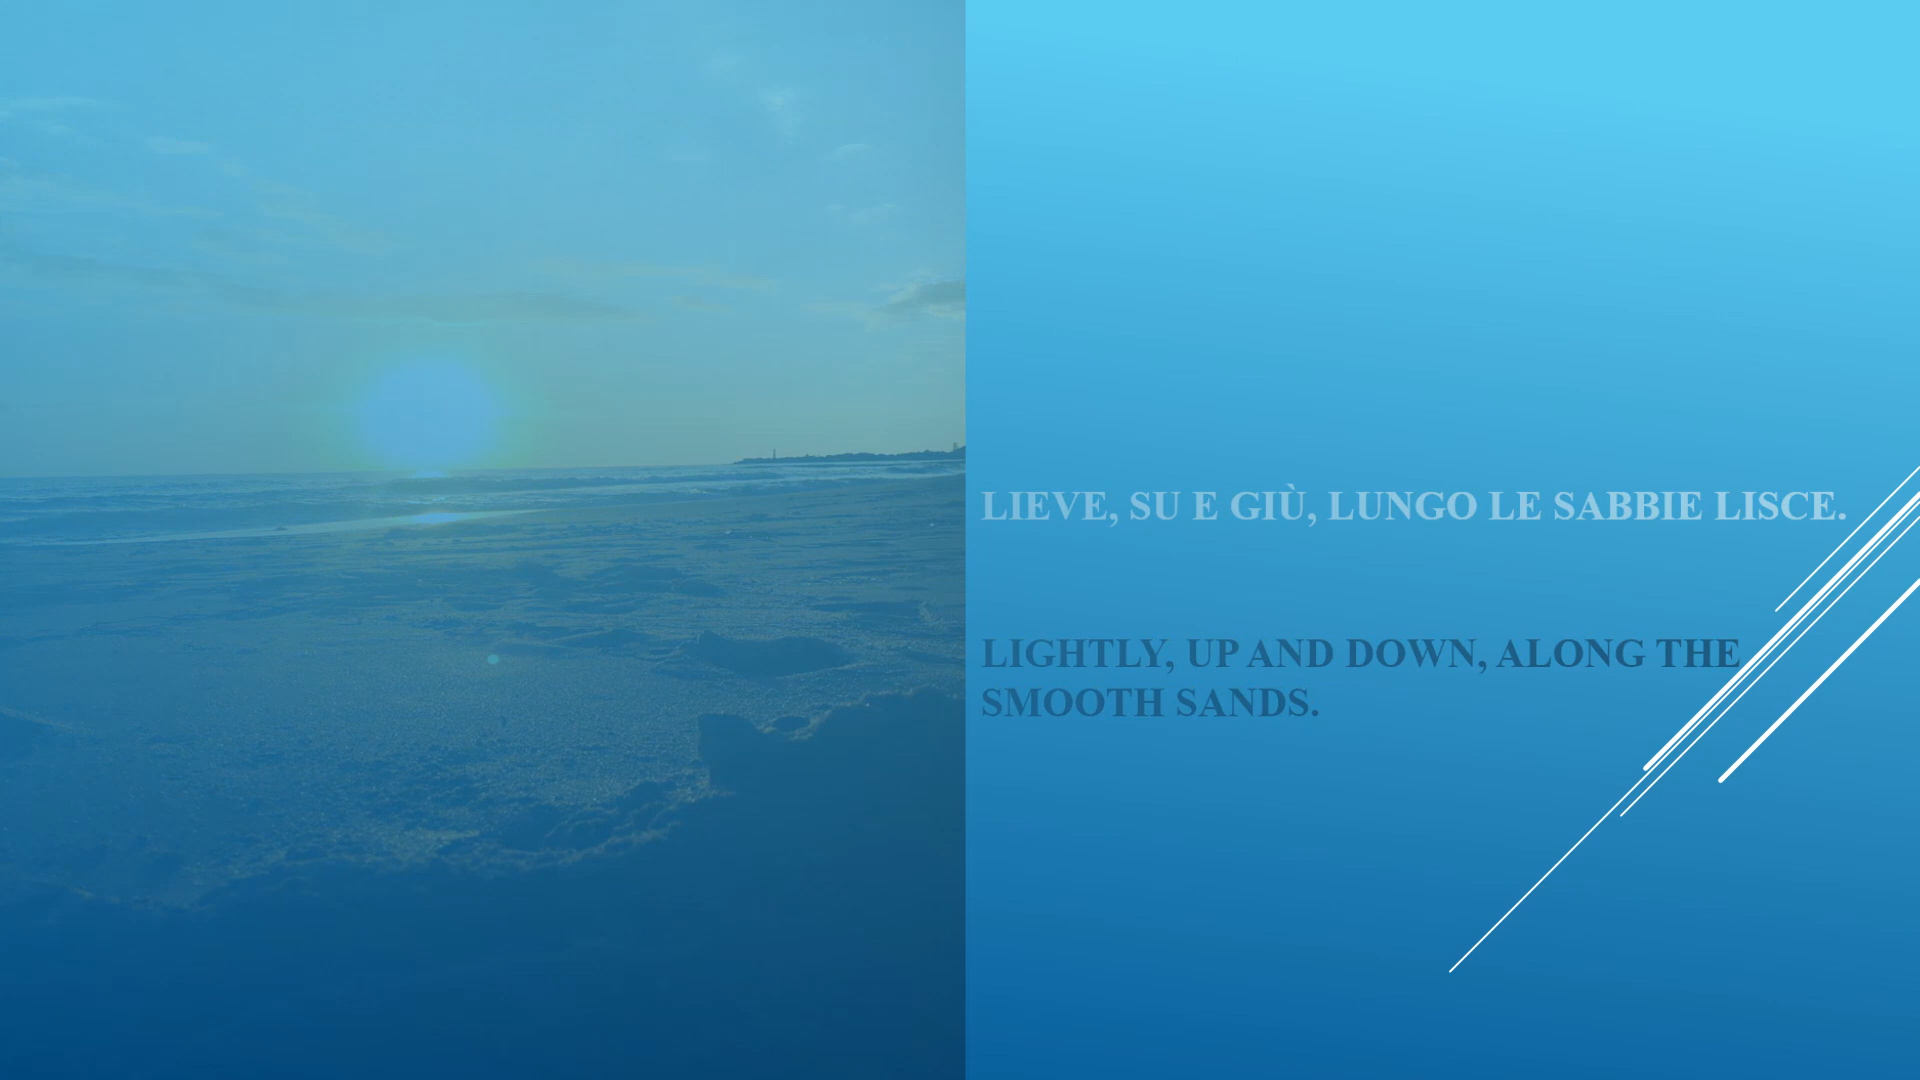 LIEVE, SU E GIÙ, LUNGO LE SABBIE LISCE.
LIGHTLY, UP AND DOWN, ALONG THE
SMOOTH SANDS.